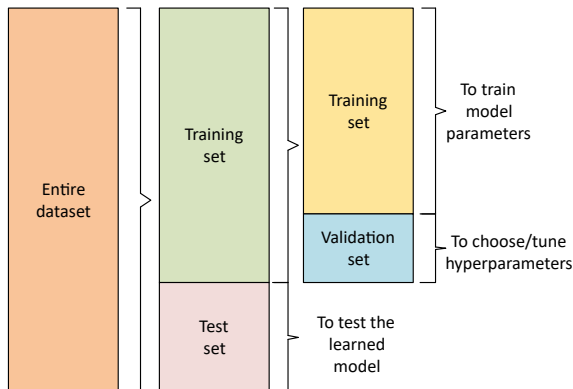 Entire
dataset
Training
set
Test
set
Training
set
Validation
set
To train
model
parameters
To choose/tune
hyperparameters
To test the
learned
model